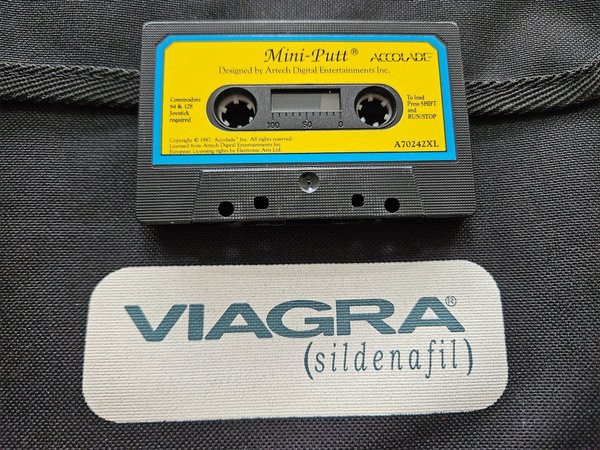 Mini-Putt® ACCOLADE™
Designed by Artech Digital Entertainments Inc.
Commodore
64 & 128
Joystick
required
100 50 0
To load
Press SHIFT
and
RUN/STOP
Copyright © 1987, Accolade™ Inc. All rights reserved.
Licensed from Artech Digital Entertainments Inc.
European Licensing rights by Electronic Arts Ltd.
A70242XL
VIAGRA®
(sildenafil)